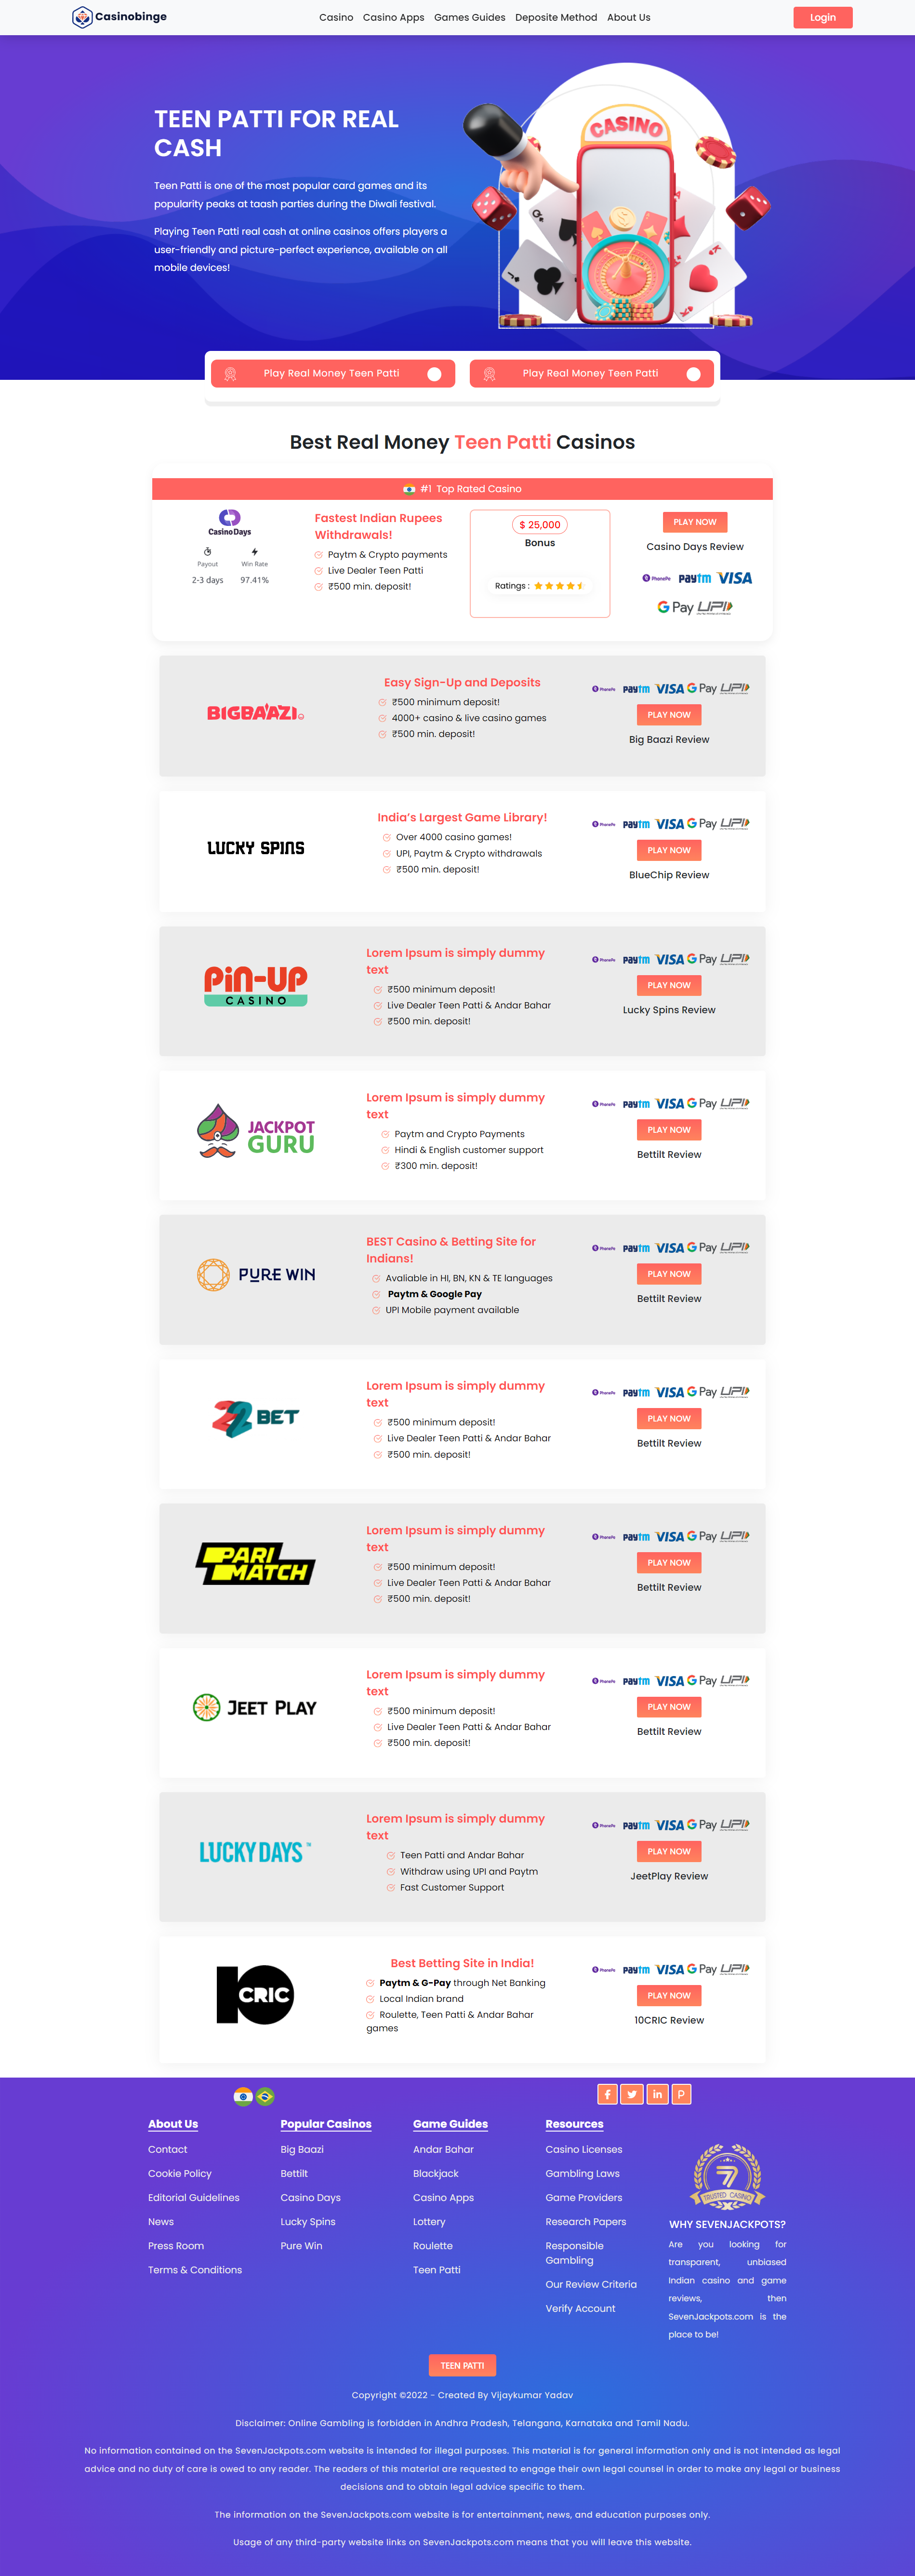 Casinobinge
Casino Casino Apps Games Guides Deposite Method About Us
Login
TEEN PATTI FOR REAL
CASH
Teen Patti is one of the most popular card games and its
popularity peaks at taash parties during the Diwali festival.
Playing Teen Patti real cash at online casinos offers players a
user-friendly and picture-perfect experience, available on all
mobile devices!
CASINO
Play Real Money Teen Patti
Play Real Money Teen Patti
Best Real Money Teen Patti Casinos
#1 Top Rated Casino
CasinoDays
Payout Win Rate
2-3 days 97.41%
Fastest Indian Rupees
Withdrawals!
Paytm & Crypto payments
Live Dealer Teen Patti
₹500 min. deposit!
$ 25,000
Bonus
Ratings :
PLAY NOW
Casino Days Review
PhonePe paytm VISA
G Pay UPI
BIGBAAZI
Easy Sign-Up and Deposits
₹500 minimum deposit!
4000+ casino & live casino games
₹500 min. deposit!
PhonePe paytm VISA G Pay UPI
PLAY NOW
Big Baazi Review
LUCKY SPINS
India's Largest Game Library!
Over 4000 casino games!
UPI, Paytm & Crypto withdrawals
₹500 min. deposit!
PhonePe paytm VISA G Pay UPI
PLAY NOW
BlueChip Review
PiN-UP
CASINO
Lorem Ipsum is simply dummy
text
₹500 minimum deposit!
Live Dealer Teen Patti & Andar Bahar
₹500 min. deposit!
PhonePe paytm VISA G Pay UPI
PLAY NOW
Lucky Spins Review
JACKPOT
GURU
Lorem Ipsum is simply dummy
text
Paytm and Crypto Payments
Hindi & English customer support
₹300 min. deposit!
PhonePe paytm VISA G Pay UPI
PLAY NOW
Bettilt Review
PURE WIN
BEST Casino & Betting Site for
Indians!
Avaliable in HI, BN, KN & TE languages
Paytm & Google Pay
UPI Mobile payment available
PhonePe paytm VISA G Pay UPI
PLAY NOW
Bettilt Review
22 BET
Lorem Ipsum is simply dummy
text
₹500 minimum deposit!
Live Dealer Teen Patti & Andar Bahar
₹500 min. deposit!
PhonePe paytm VISA G Pay UPI
PLAY NOW
Bettilt Review
PARI
MATCH
Lorem Ipsum is simply dummy
text
₹500 minimum deposit!
Live Dealer Teen Patti & Andar Bahar
₹500 min. deposit!
PhonePe paytm VISA G Pay UPI
PLAY NOW
Bettilt Review
JEET PLAY
Lorem Ipsum is simply dummy
text
₹500 minimum deposit!
Live Dealer Teen Patti & Andar Bahar
₹500 min. deposit!
PhonePe paytm VISA G Pay UPI
PLAY NOW
Bettilt Review
LUCKY DAYS ™
Lorem Ipsum is simply dummy
text
Teen Patti and Andar Bahar
Withdraw using UPI and Paytm
Fast Customer Support
PhonePe paytm VISA G Pay UPI
PLAY NOW
JeetPlay Review
10CRIC
Best Betting Site in India!
Paytm & G-Pay through Net Banking
Local Indian brand
Roulette, Teen Patti & Andar Bahar
games
PhonePe paytm VISA G Pay UPI
PLAY NOW
10CRIC Review
About Us
Contact
Cookie Policy
Editorial Guidelines
News
Press Room
Terms & Conditions
Popular Casinos
Big Baazi
Bettilt
Casino Days
Lucky Spins
Pure Win
Game Guides
Andar Bahar
Blackjack
Casino Apps
Lottery
Roulette
Teen Patti
Resources
Casino Licenses
Gambling Laws
Game Providers
Research Papers
Responsible
Gambling
Our Review Criteria
Verify Account
7
TRUSTED CASINO
WHY SEVENJACKPOTS?
Are you looking for
transparent, unbiased
Indian casino and game
reviews, then
SevenJackpots.com is the
place to be!
TEEN PATTI
Copyright ©2022 - Created By Vijaykumar Yadav
Disclaimer: Online Gambling is forbidden in Andhra Pradesh, Telangana, Karnataka and Tamil Nadu.
No information contained on the SevenJackpots.com website is intended for illegal purposes. This material is for general information only and is not intended as legal
advice and no duty of care is owed to any reader. The readers of this material are requested to engage their own legal counsel in order to make any legal or business
decisions and to obtain legal advice specific to them.
The information on the SevenJackpots.com website is for entertainment, news, and education purposes only.
Usage of any third-party website links on SevenJackpots.com means that you will leave this website.